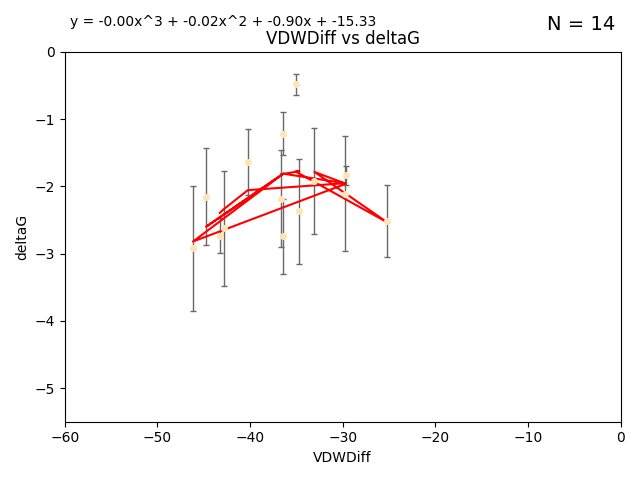 y = -0.00x^3 + -0.02x^2 + -0.90x + -15.33
N = 14
VDWDiff vs deltaG
0
−1
−2
−3
−4
−5
deltaG
−60 −50 −40 −30 −20 −10 0
VDWDiff